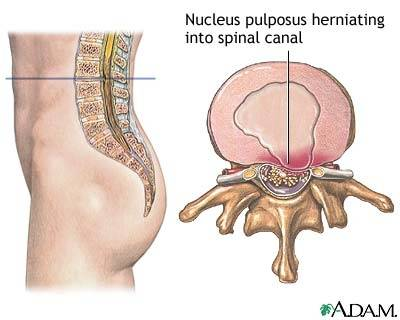 Nucleus pulposus herniating
into spinal canal
A.D.A.M.